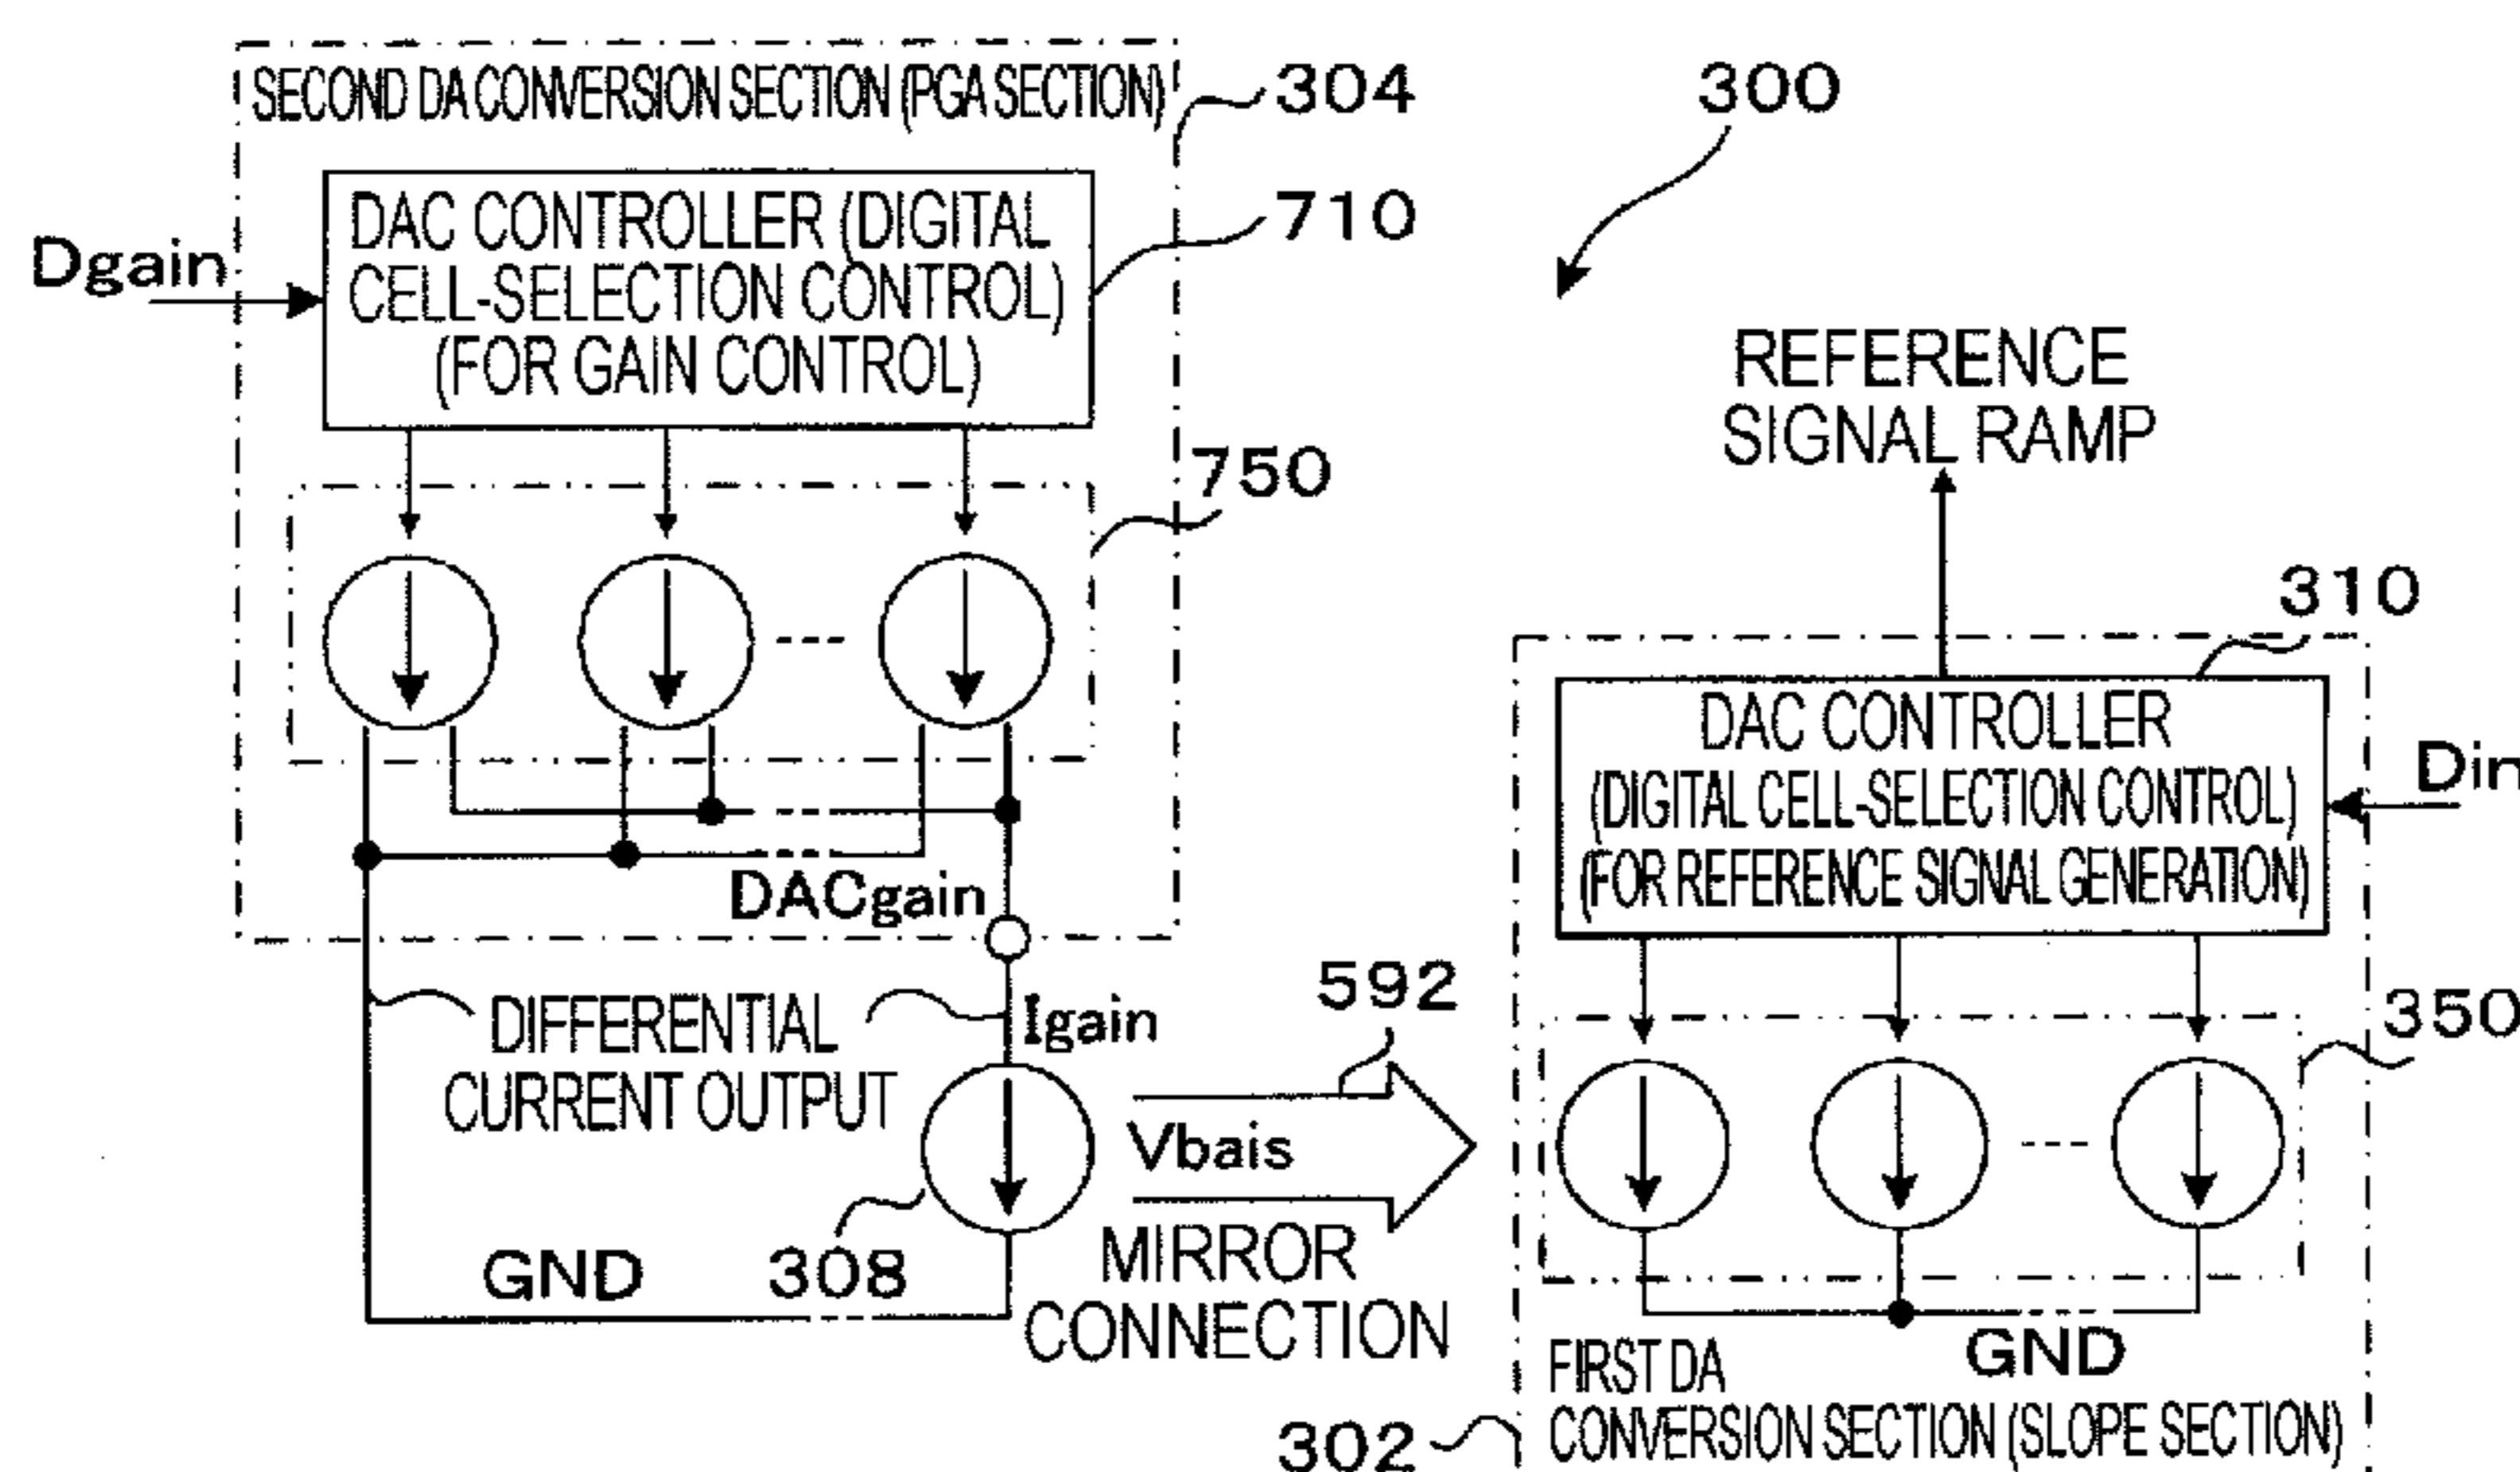 SECOND DA CONVERSION SECTION (PGA SECTION)
304
300
DAC CONTROLLER (DIGITAL
CELL-SELECTION CONTROL)
(FOR GAIN CONTROL)
710
Dgain
REFERENCE
SIGNAL RAMP
750
310
DAC CONTROLLER
(DIGITAL CELL-SELECTION CONTROL)
(FOR REFERENCE SIGNAL GENERATION)
Din
DACgain
DIFFERENTIAL
CURRENT OUTPUT
Igain
592
350
Vbais
308
GND
MIRROR
CONNECTION
GND
FIRST DA
CONVERSION SECTION (SLOPE SECTION)
302